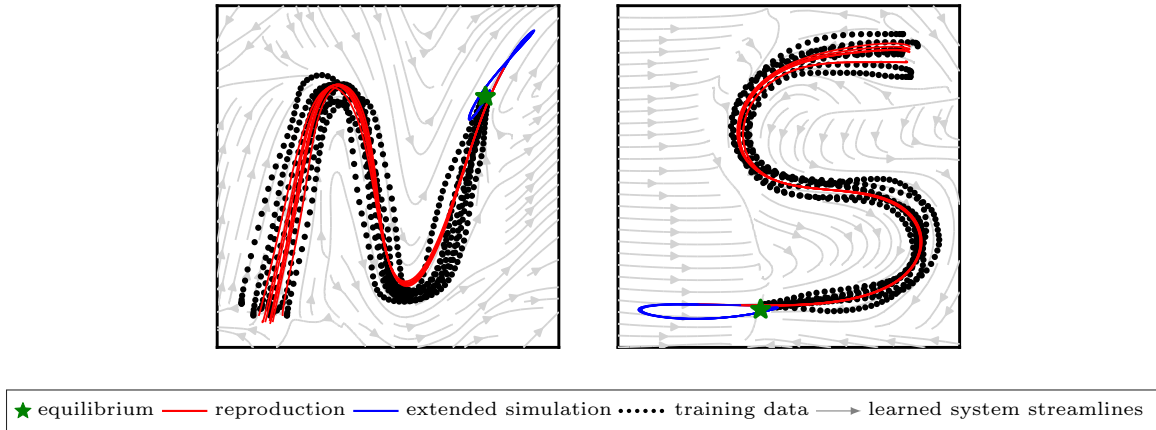 equilibrium reproduction extended simulation training data learned system streamlines